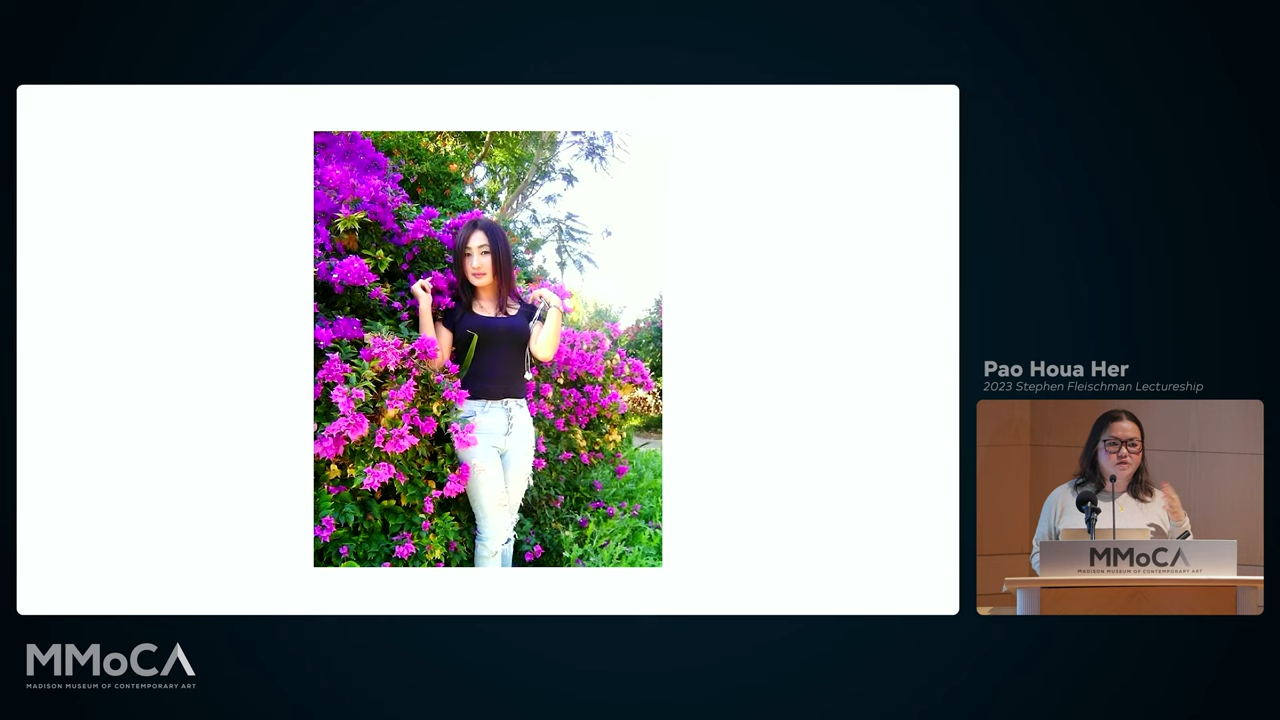 Pao Houa Her
2023 Stephen Fleischman Lectureship
MMoCA
MADISON MUSEUM OF CONTEMPORARY ART
MMoCA
MADISON MUSEUM OF CONTEMPORARY ART